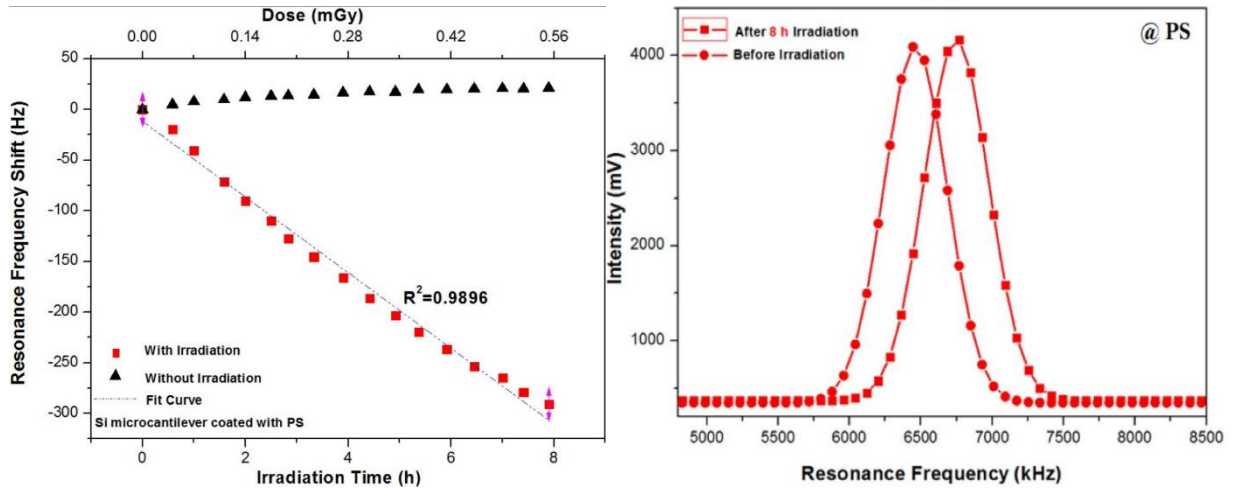 Dose (mGy)
0.00 0.14 0.28 0.42 0.56
50
0
-50
-100
-150
-200
-250
-300
Resonance Frequency Shift (Hz)
R²=0.9896
With Irradiation
Without Irradiation
Fit Curve
Si microcantilever coated with PS
0 2 4 6 8
Irradiation Time (h)
After 8 h Irradiation
Before Irradiation
@ PS
4000
3000
2000
1000
Intensity (mV)
5000 5500 6000 6500 7000 7500 8000 8500
Resonance Frequency (kHz)